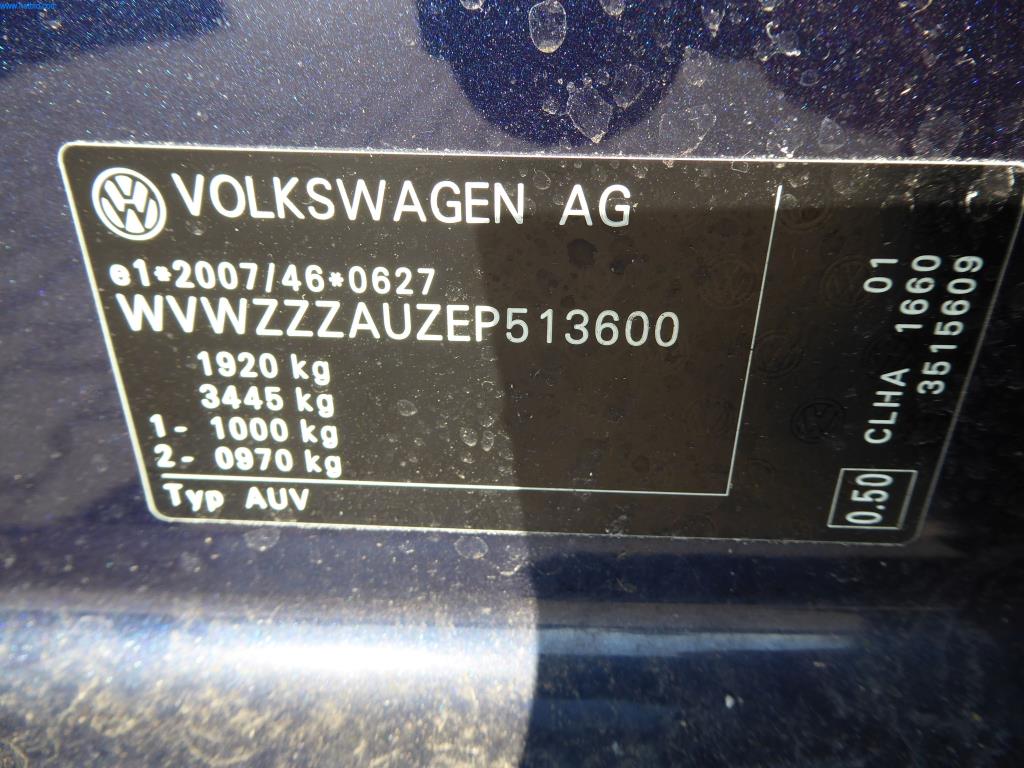 VOLKSWAGEN AG
e1*2007/46*0627
WVWZZZAUZEP513600
1920 kg
3445 kg
1- 1000 kg
2- 0970 kg
Typ AUV
01
CLHA 1660
3515609
0.50